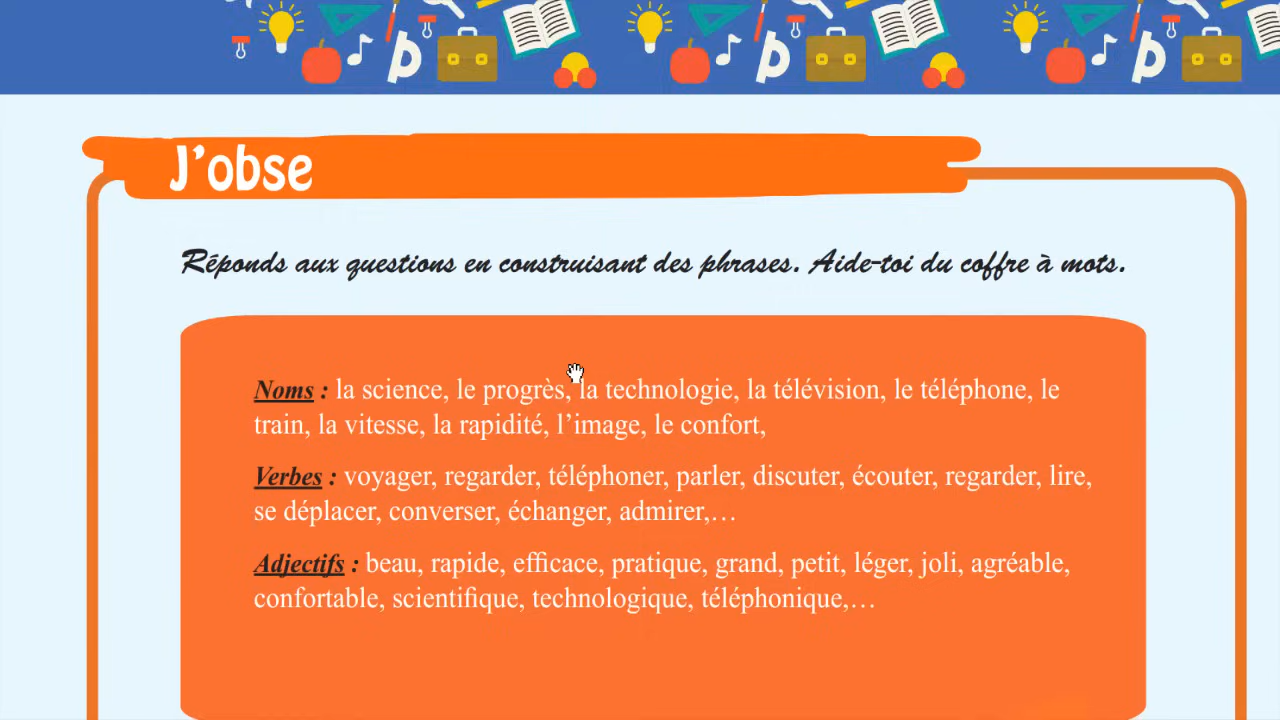 J'obse
Réponds aux questions en construisant des phrases. Aide-toi du coffre à mots.
Noms : la science, le progrès, la technologie, la télévision, le téléphone, le
train, la vitesse, la rapidité, l'image, le confort,
Verbes : voyager, regarder, téléphoner, parler, discuter, écouter, regarder, lire,
se déplacer, converser, échanger, admirer,…
Adjectifs : beau, rapide, efficace, pratique, grand, petit, léger, joli, agréable,
confortable, scientifique, technologique, téléphonique,…